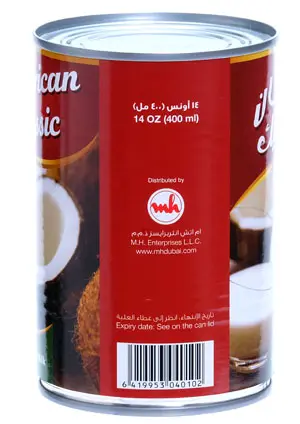 ican
ssic
١٤ أونس (٤٠٠ مل)
14 OZ (400 ml)
Distributed by
mh
ام اتش انتربرايسز ذ.م.م
M.H. Enterprises L.L.C.
www.mhdubai.com
تاريخ الإنتهاء، انظر إلى غطاء العلبة
Expiry date: See on the can lid
6 419953 040102